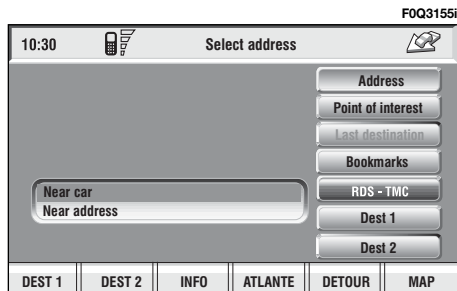 F0Q3155i
10:30 Select address
Address
Point of interest
Last destination
Bookmarks
Near car
RDS - TMC
Near address
Dest 1
Dest 2
DEST 1 DEST 2 INFO ATLANTE DETOUR MAP